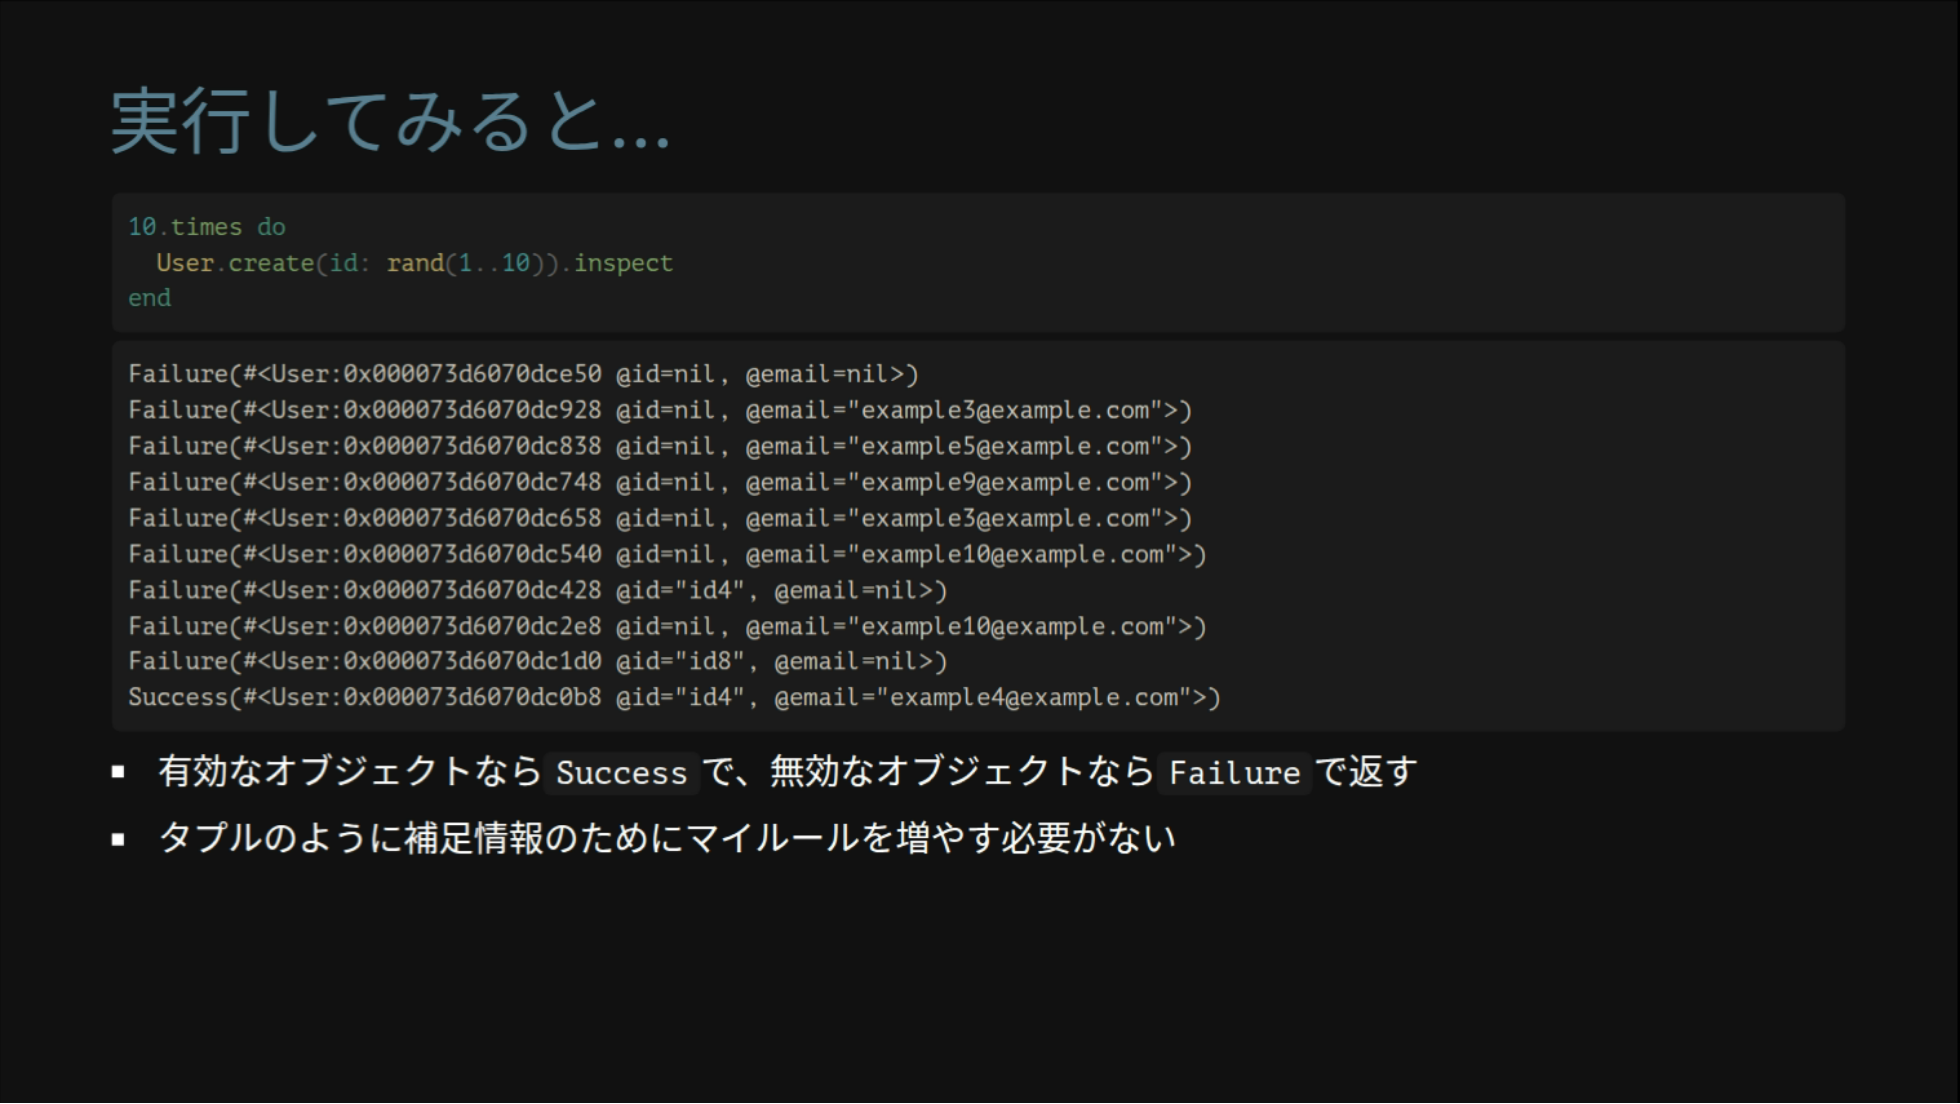 実行してみると...
10.times do
  User.create(id: rand(1..10)).inspect
end
Failure(#<User:0x000073d6070dce50 @id=nil, @email=nil>)
Failure(#<User:0x000073d6070dc928 @id=nil, @email="example3@example.com">)
Failure(#<User:0x000073d6070dc838 @id=nil, @email="example5@example.com">)
Failure(#<User:0x000073d6070dc748 @id=nil, @email="example9@example.com">)
Failure(#<User:0x000073d6070dc658 @id=nil, @email="example3@example.com">)
Failure(#<User:0x000073d6070dc540 @id=nil, @email="example10@example.com">)
Failure(#<User:0x000073d6070dc428 @id="id4", @email=nil>)
Failure(#<User:0x000073d6070dc2e8 @id=nil, @email="example10@example.com">)
Failure(#<User:0x000073d6070dc1d0 @id="id8", @email=nil>)
Success(#<User:0x000073d6070dc0b8 @id="id4", @email="example4@example.com">)
▪ 有効なオブジェクトなら Success で、無効なオブジェクトなら Failure で返す
▪ タプルのように補足情報のためにマイルールを増やす必要がない